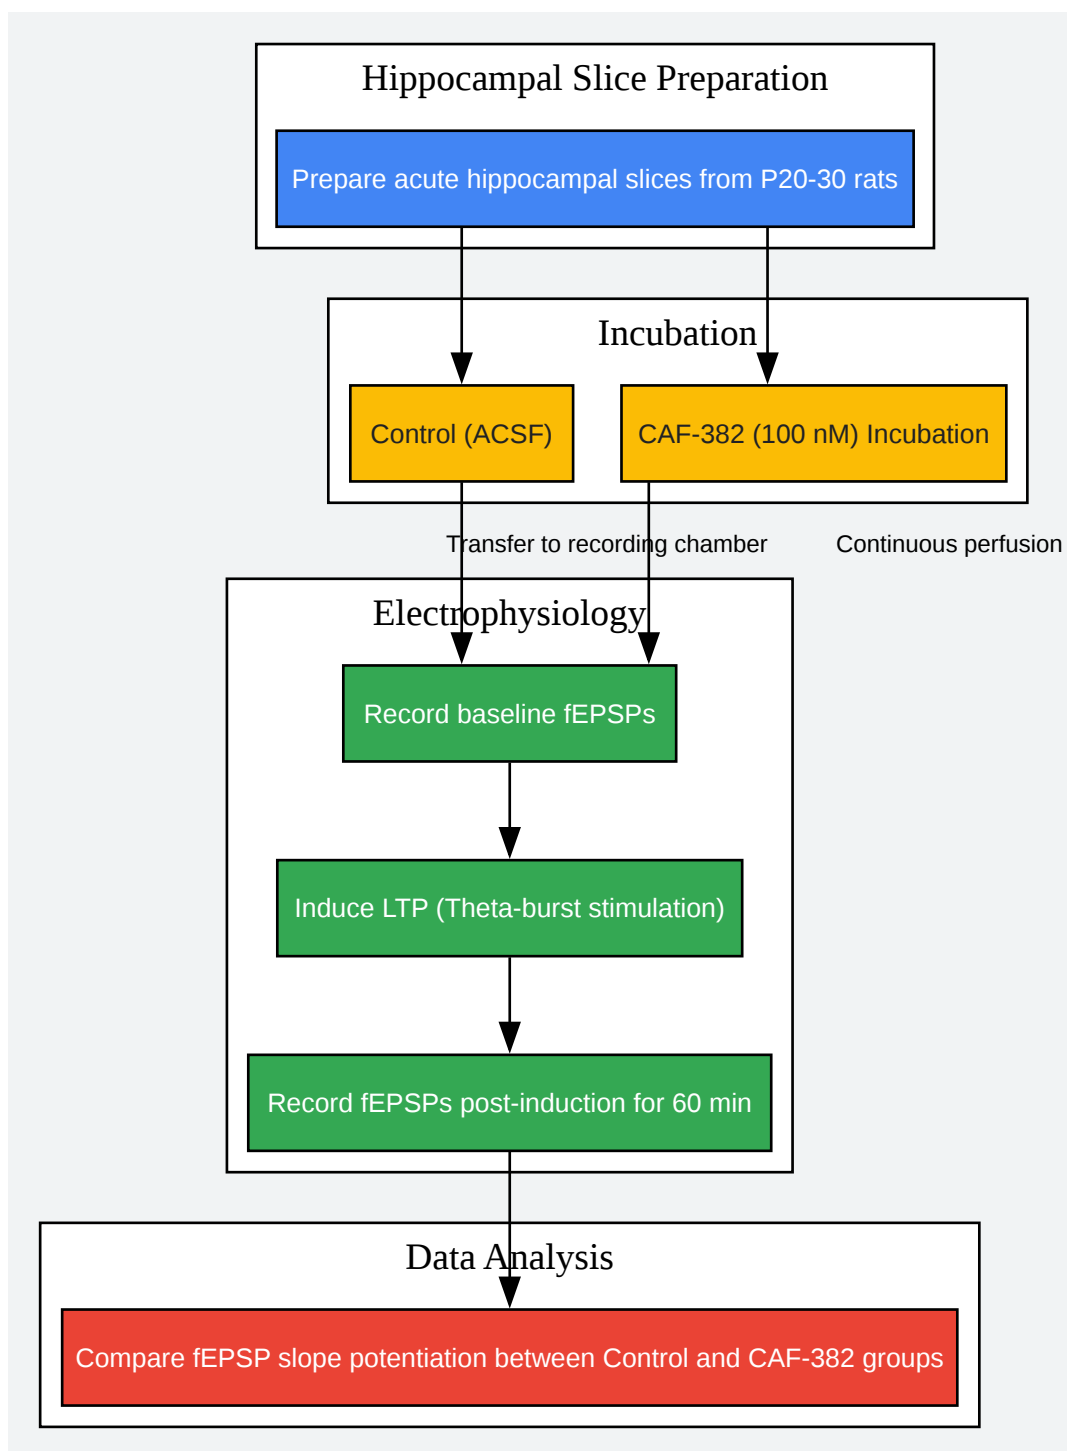 Hippocampal Slice Preparation
Prepare acute hippocampal slices from P20-30 rats
Incubation
Control (ACSF)
CAF-382 (100 nM) Incubation
Transfer to recording chamber
Continuous perfusion
Electrophysiology
Record baseline fEPSPs
Induce LTP (Theta-burst stimulation)
Record fEPSPs post-induction for 60 min
Data Analysis
Compare fEPSP slope potentiation between Control and CAF-382 groups